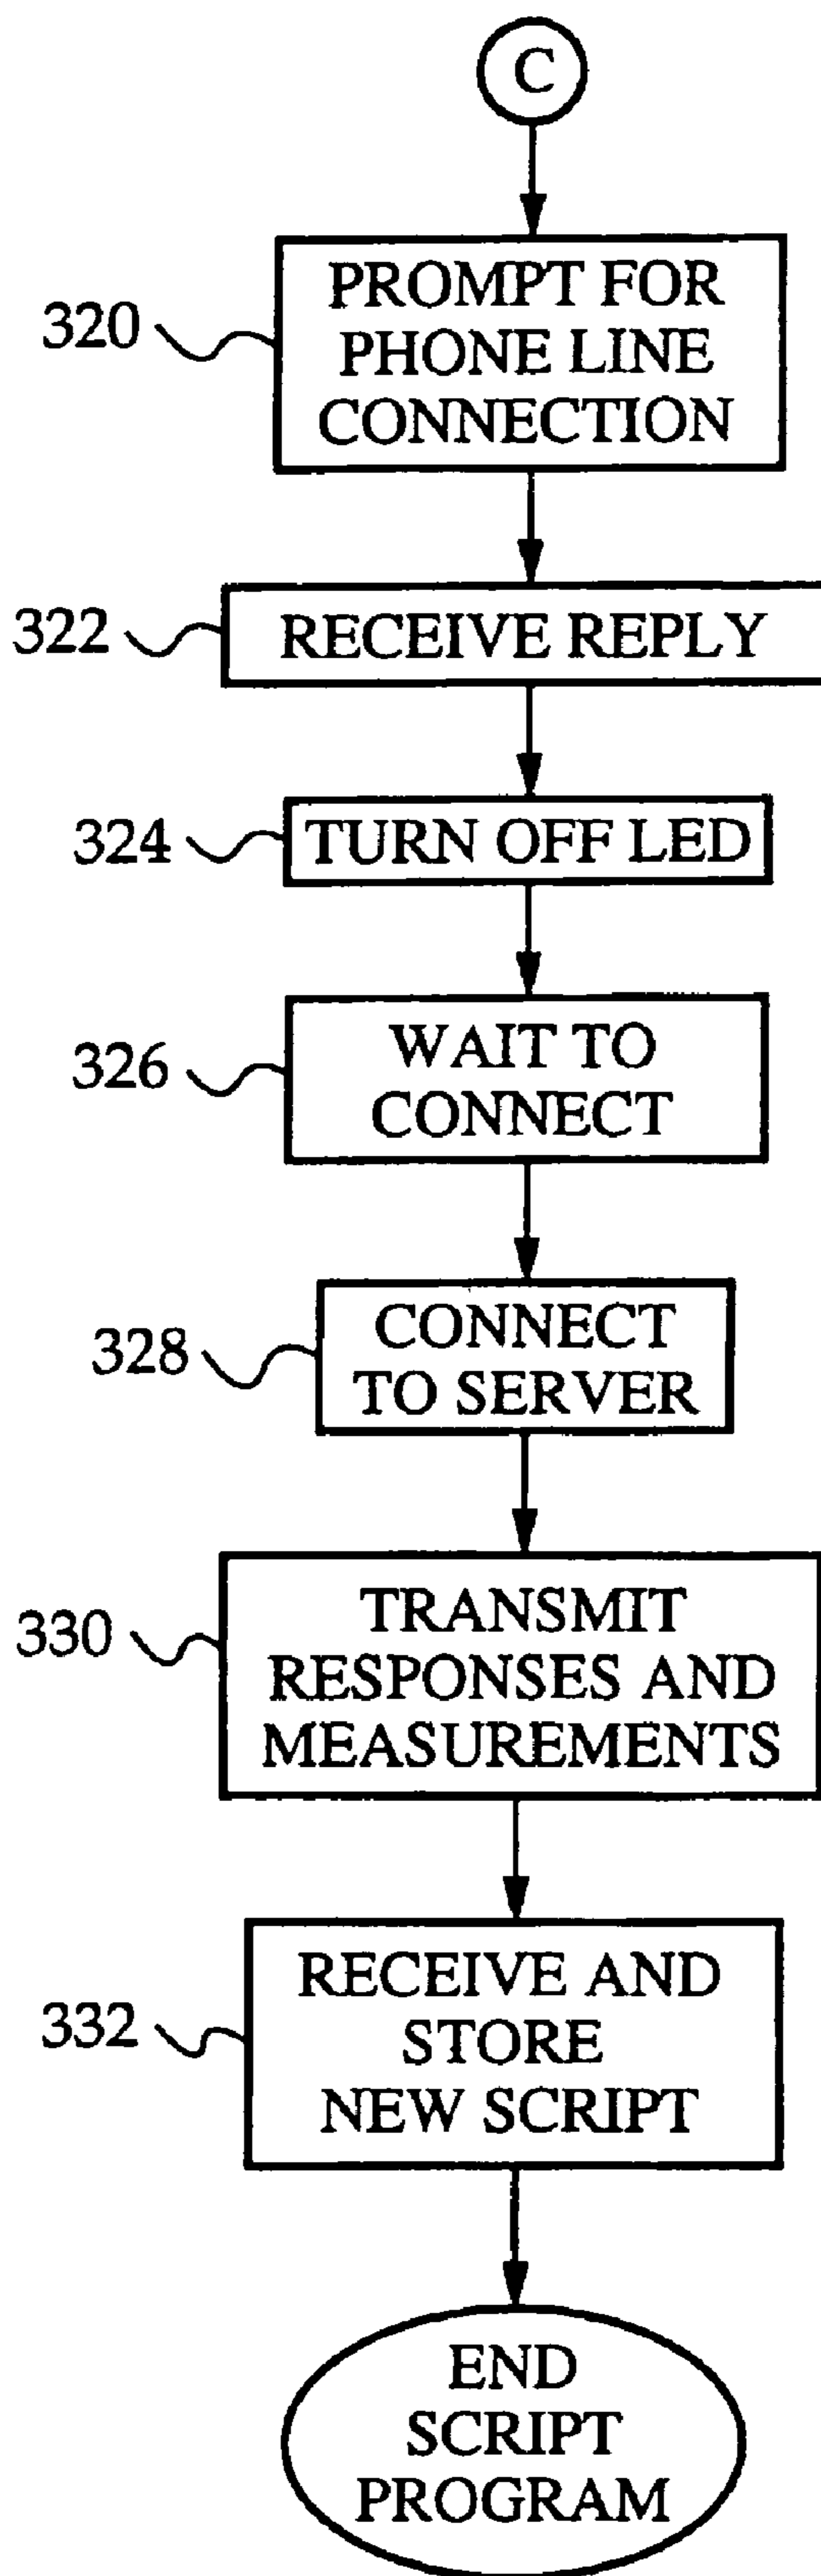 C
320
PROMPT FOR
PHONE LINE
CONNECTION
322
RECEIVE REPLY
324
TURN OFF LED
326
WAIT TO
CONNECT
328
CONNECT
TO SERVER
330
TRANSMIT
RESPONSES AND
MEASUREMENTS
332
RECEIVE AND
STORE
NEW SCRIPT
END
SCRIPT
PROGRAM